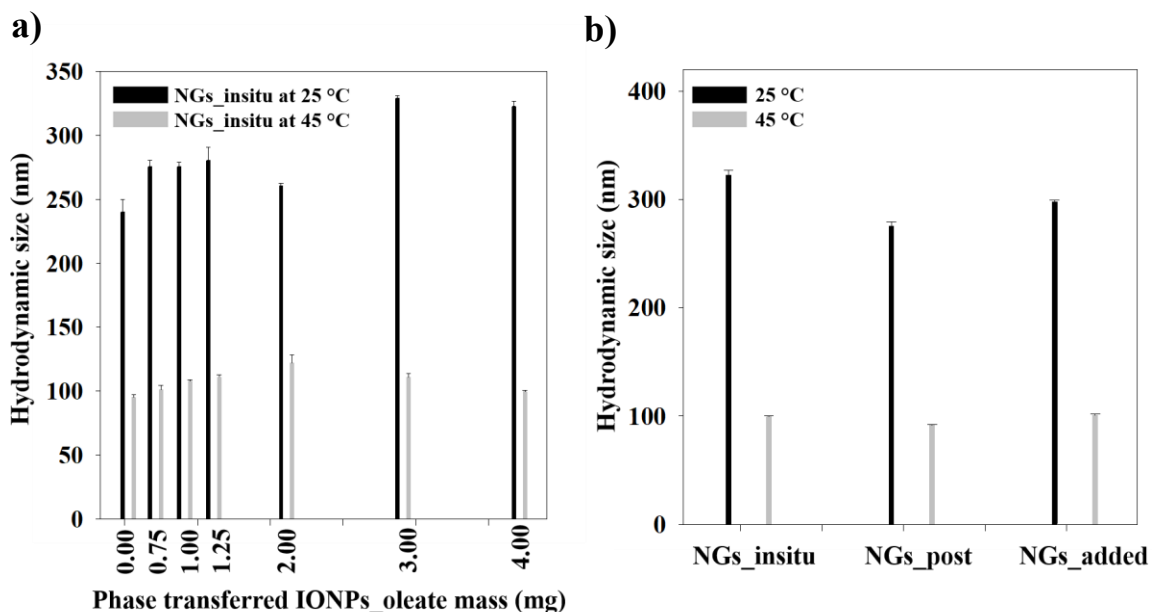 a)
350
300
250
200
150
100
50
0
Hydrodynamic size (nm)
NGs_insitu at 25 °C
NGs_insitu at 45 °C
0.00
0.75
1.00
1.25
2.00
3.00
4.00
Phase transferred IONPs_oleate mass (mg)
b)
400
300
200
100
0
Hydrodynamic size (nm)
25 °C
45 °C
NGs_insitu
NGs_post
NGs_added